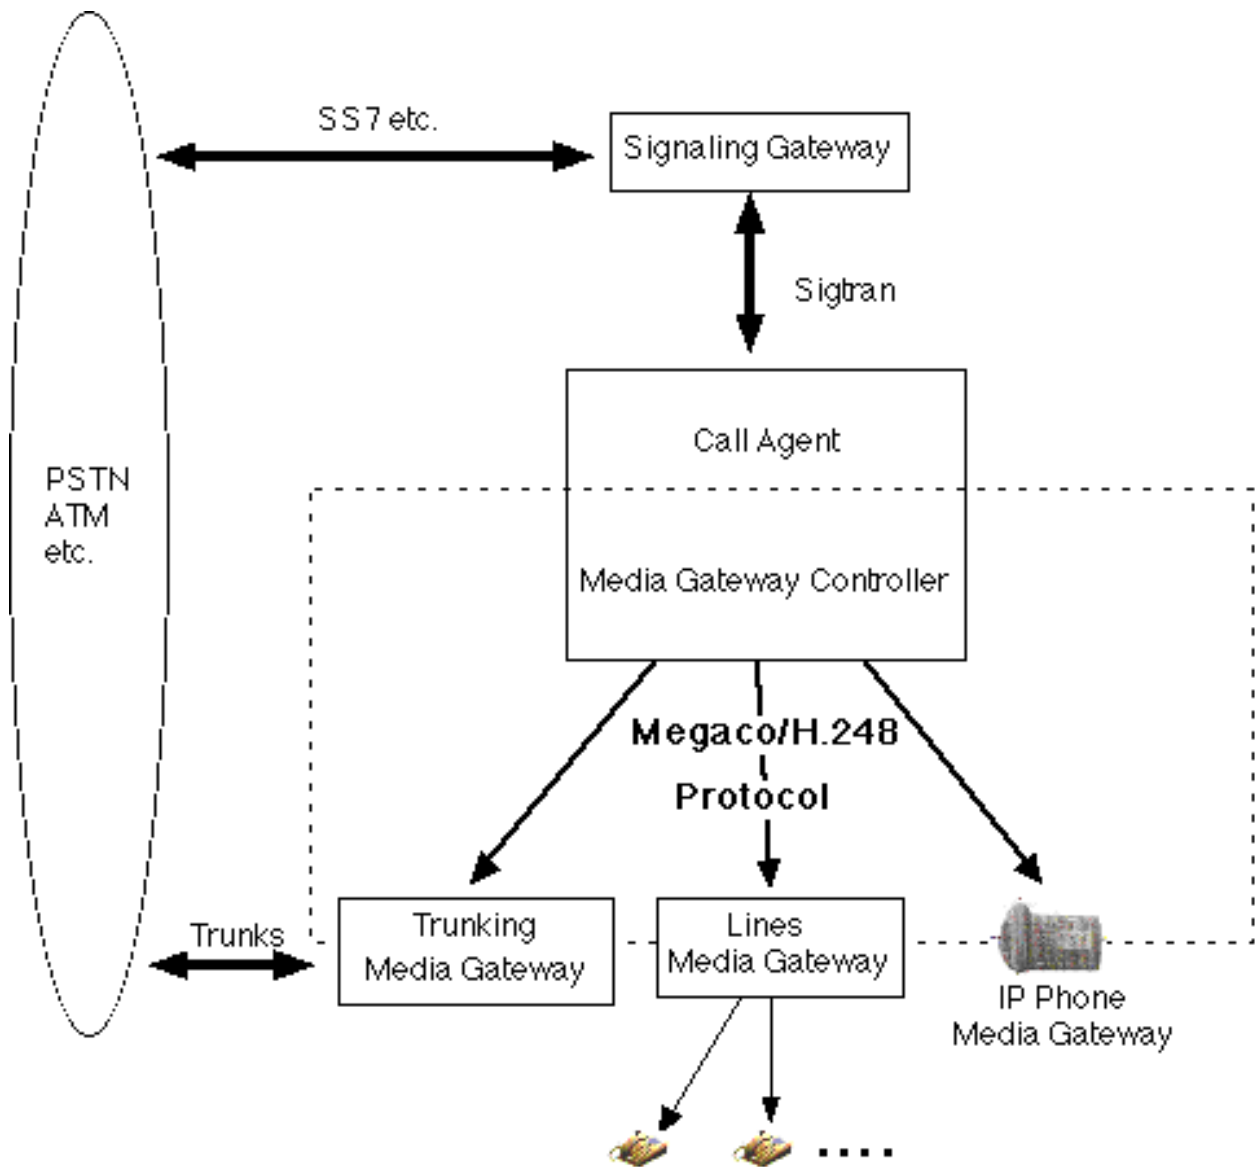 SS7 etc.
Signaling Gateway
Sigtran
Call Agent
PSTN
ATM
etc.
Media Gateway Controller
Megaco/H.248
Protocol
Trunks
Trunking
Media Gateway
Lines
Media Gateway
IP Phone
Media Gateway
....